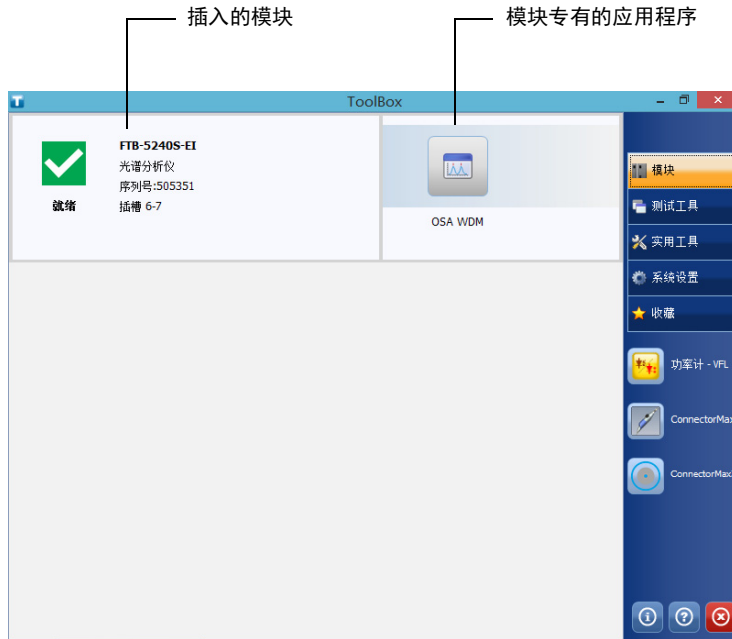 插入的模块
模块专有的应用程序
ToolBox
FTB-5240S-EI
光谱分析仪
序列号:505351
插槽 6-7
就绪
OSA WDM
模块
测试工具
实用工具
系统设置
收藏
功率计 - VFL
ConnectorMax
ConnectorMax